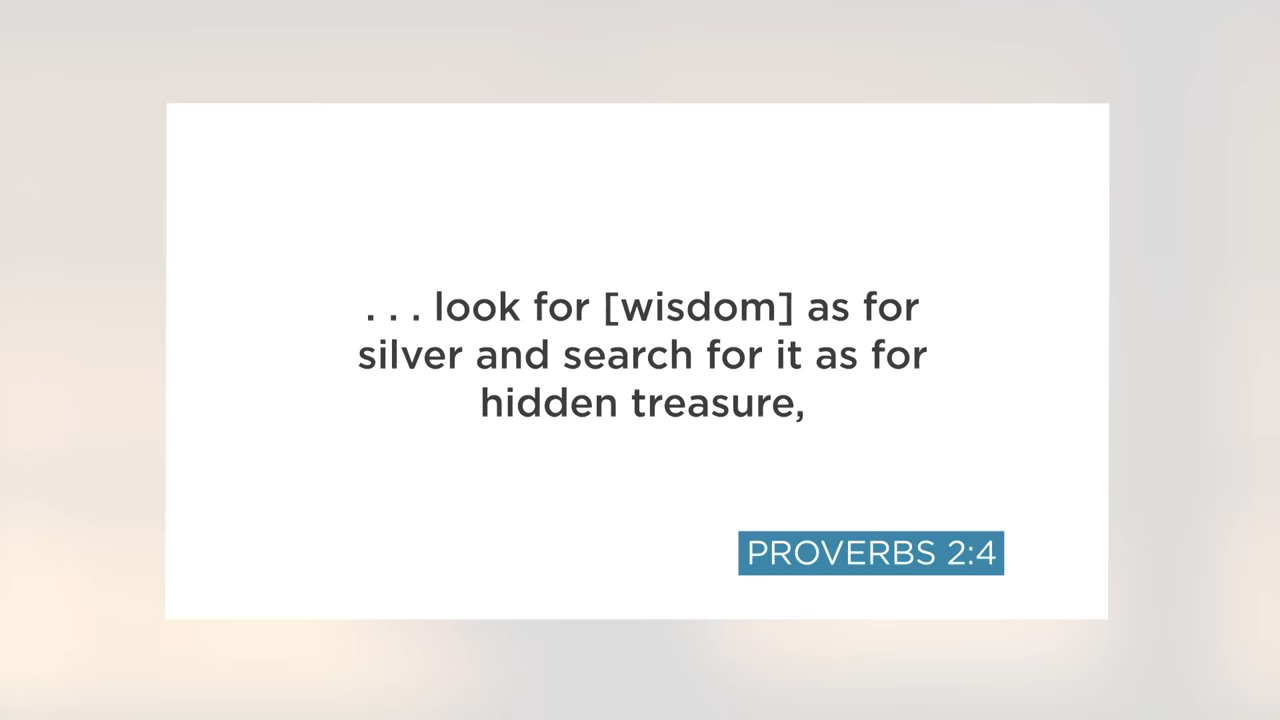 . . . look for [wisdom] as for
silver and search for it as for
hidden treasure,
PROVERBS 2:4